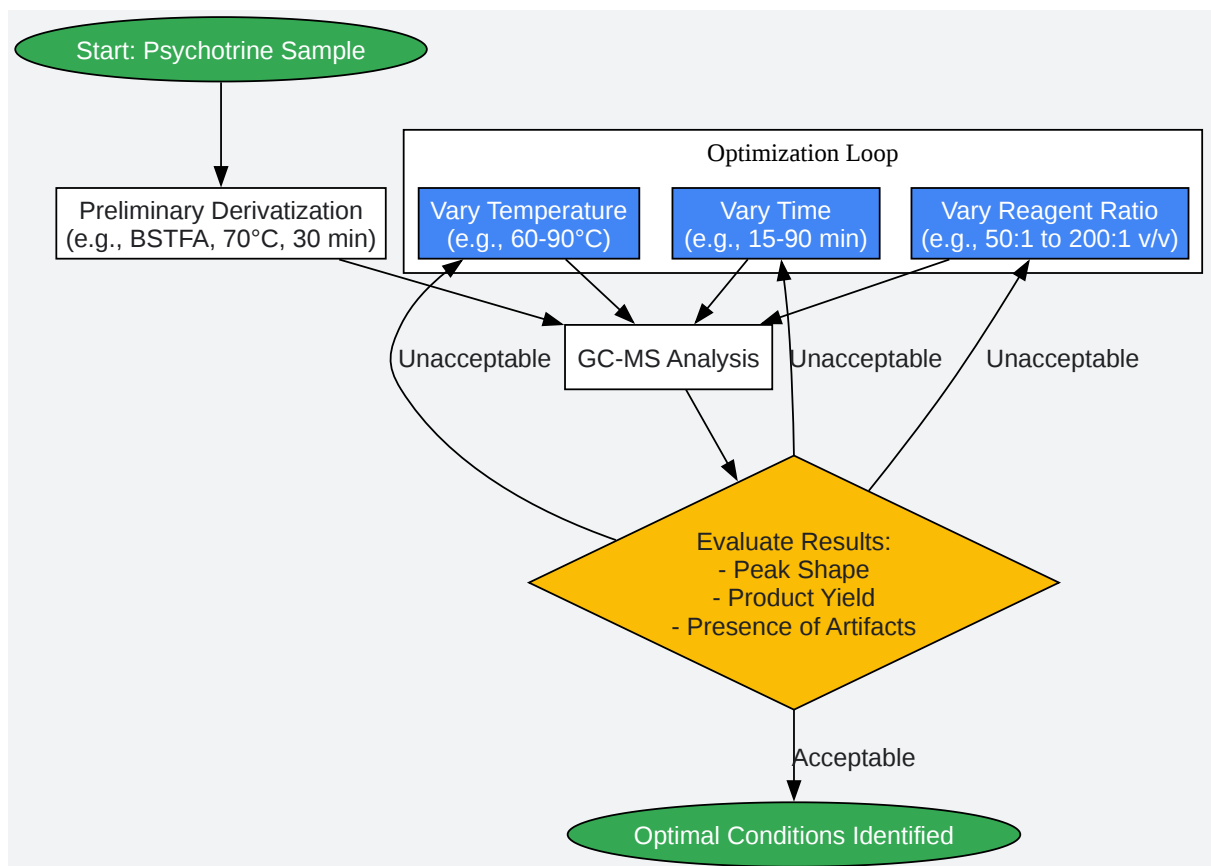 Start: Psychotrine Sample
Optimization Loop
Preliminary Derivatization
(e.g., BSTFA, 70°C, 30 min)
Vary Temperature
(e.g., 60-90°C)
Vary Time
(e.g., 15-90 min)
Vary Reagent Ratio
(e.g., 50:1 to 200:1 v/v)
Unacceptable
GC-MS Analysis
Unacceptable
Unacceptable
Evaluate Results:
- Peak Shape
- Product Yield
- Presence of Artifacts
Acceptable
Optimal Conditions Identified